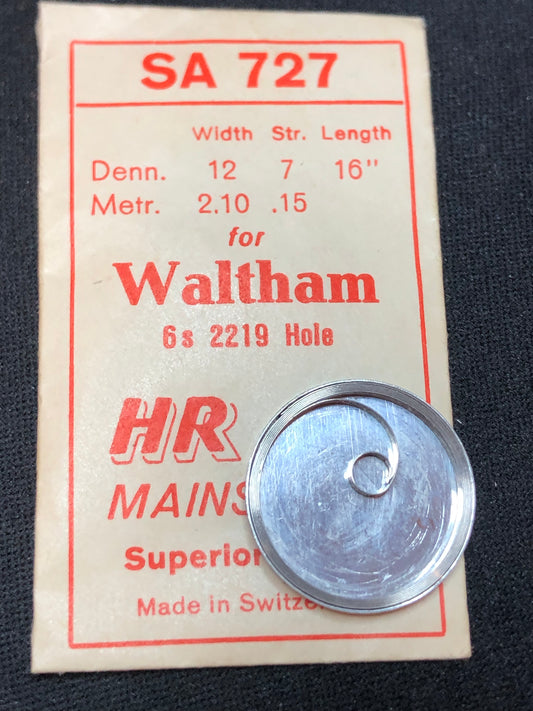 SA 727
Width Str. Length
Denn. 12 7 16"
Metr. 2.10 .15
for
Waltham
6s 2219 Hole
HR
MAINS
Superior
Made in Switze